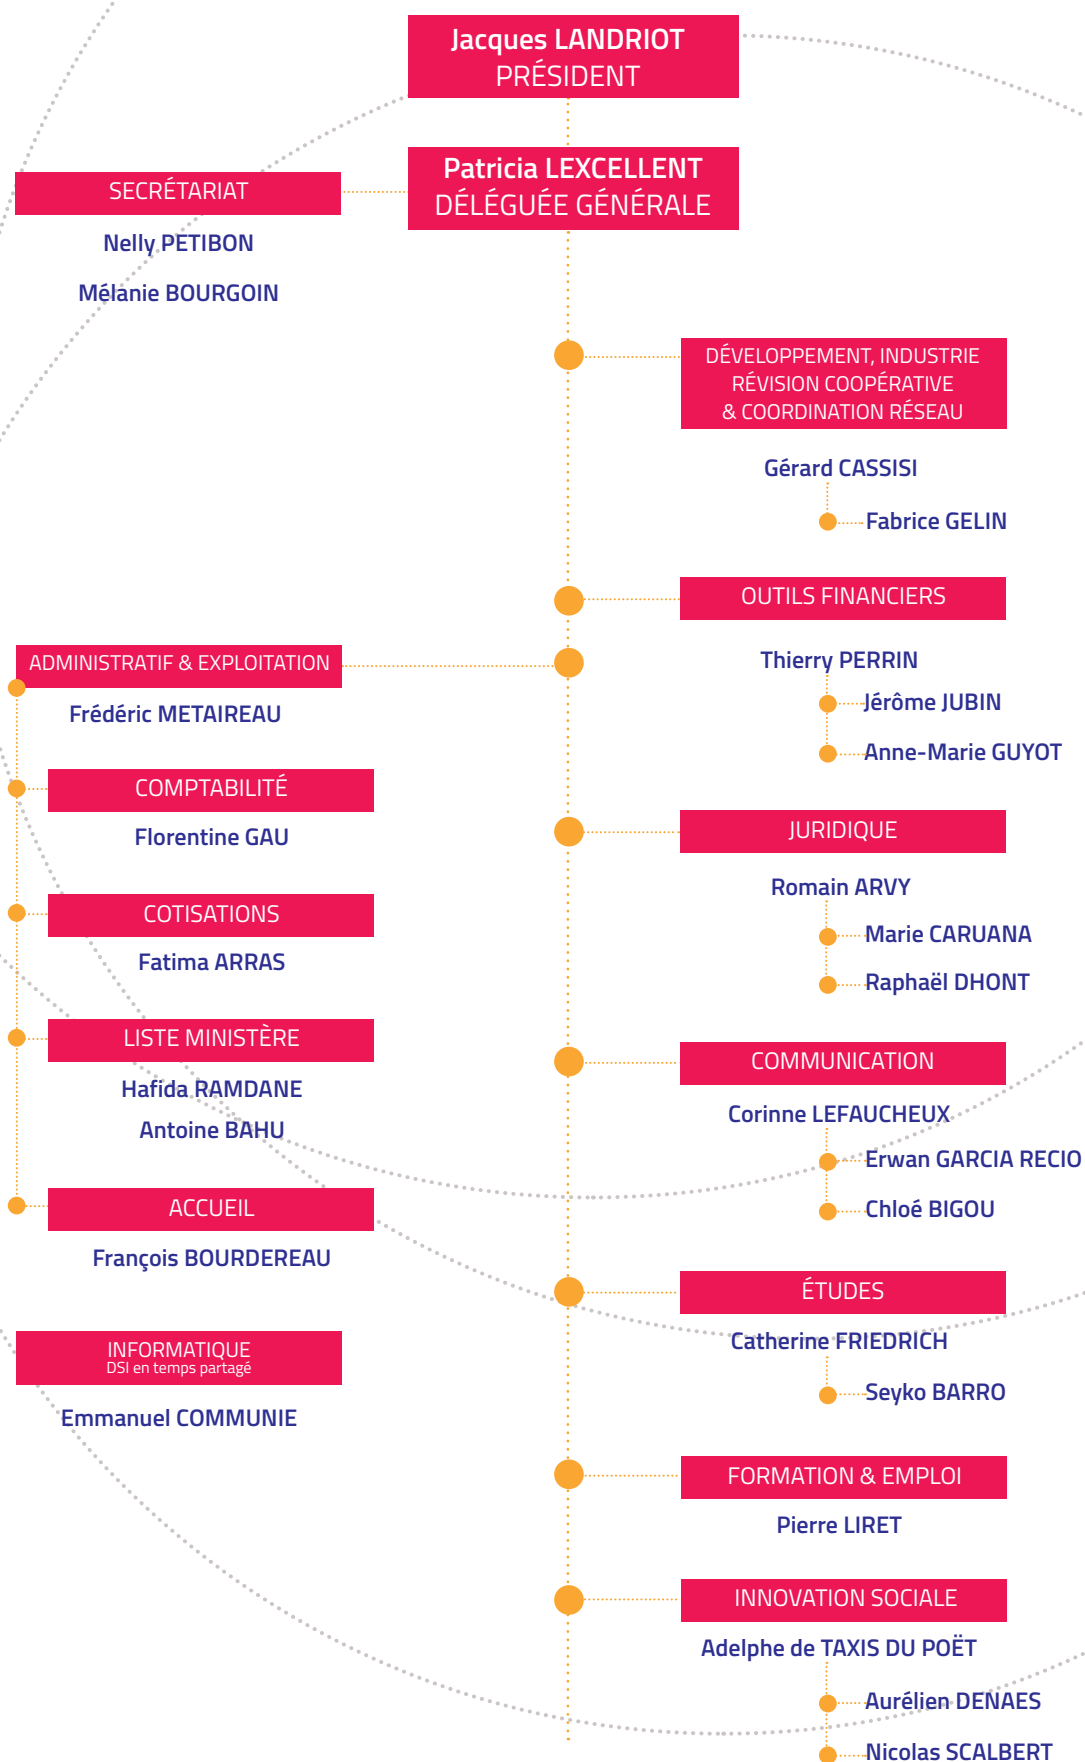 Jacques LANDRIOT
PRÉSIDENT
Patricia LEXCELLENT
DÉLÉGUÉE GÉNÉRALE
SECRÉTARIAT
Nelly PETIBON
Mélanie BOURGOIN
DÉVELOPPEMENT, INDUSTRIE
RÉVISION COOPÉRATIVE
& COORDINATION RÉSEAU
Gérard CASSISI
Fabrice GELIN
OUTILS FINANCIERS
Thierry PERRIN
Jérôme JUBIN
Anne-Marie GUYOT
ADMINISTRATIF & EXPLOITATION
Frédéric METAIREAU
COMPTABILITÉ
Florentine GAU
COTISATIONS
Fatima ARRAS
LISTE MINISTÈRE
Hafida RAMDANE
Antoine BAHU
ACCUEIL
François BOURDEREAU
INFORMATIQUE
DSI en temps partagé
Emmanuel COMMUNIE
JURIDIQUE
Romain ARVY
Marie CARUANA
Raphaël DHONT
COMMUNICATION
Corinne LEFAUCHEUX
Erwan GARCIA RECIO
Chloé BIGOU
ÉTUDES
Catherine FRIEDRICH
Seyko BARRO
FORMATION & EMPLOI
Pierre LIRET
INNOVATION SOCIALE
Adelphe de TAXIS DU POËT
Aurélien DENAES
Nicolas SCALBERT